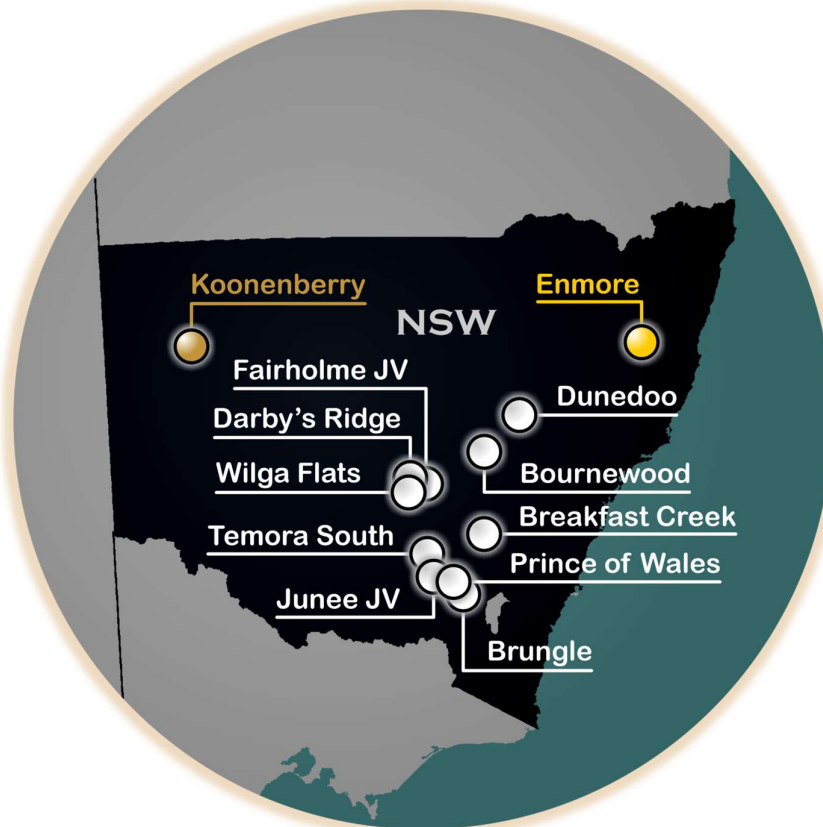 Koonenberry
Enmore
NSW
Fairholme JV
Dunedoo
Darby's Ridge
Wilga Flats
Bournewood
Breakfast Creek
Temora South
Prince of Wales
Junee JV
Brungle